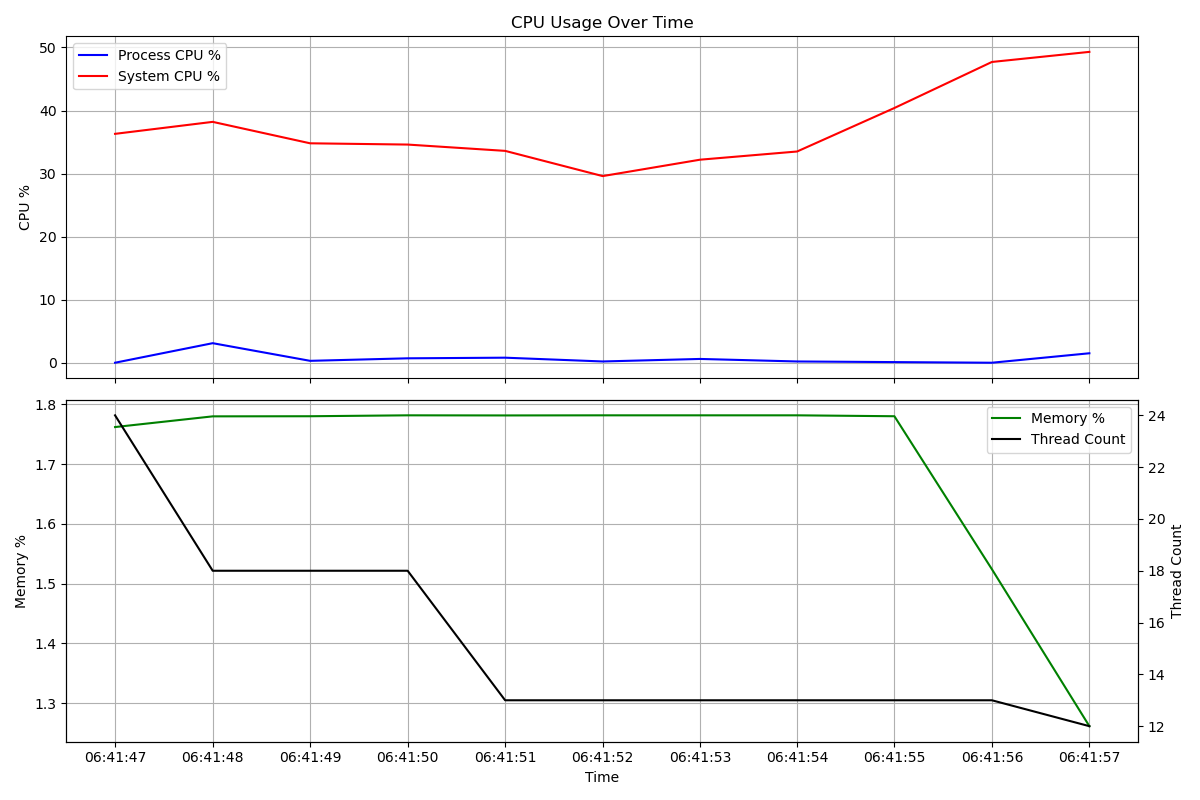 CPU Usage Over Time
Process CPU %
System CPU %
CPU %
50
40
30
20
10
0
Memory %
Thread Count
Memory %
1.8
1.7
1.6
1.5
1.4
1.3
24
22
20
18
16
14
12
Thread Count
06:41:47 06:41:48 06:41:49 06:41:50 06:41:51 06:41:52 06:41:53 06:41:54 06:41:55 06:41:56 06:41:57
Time